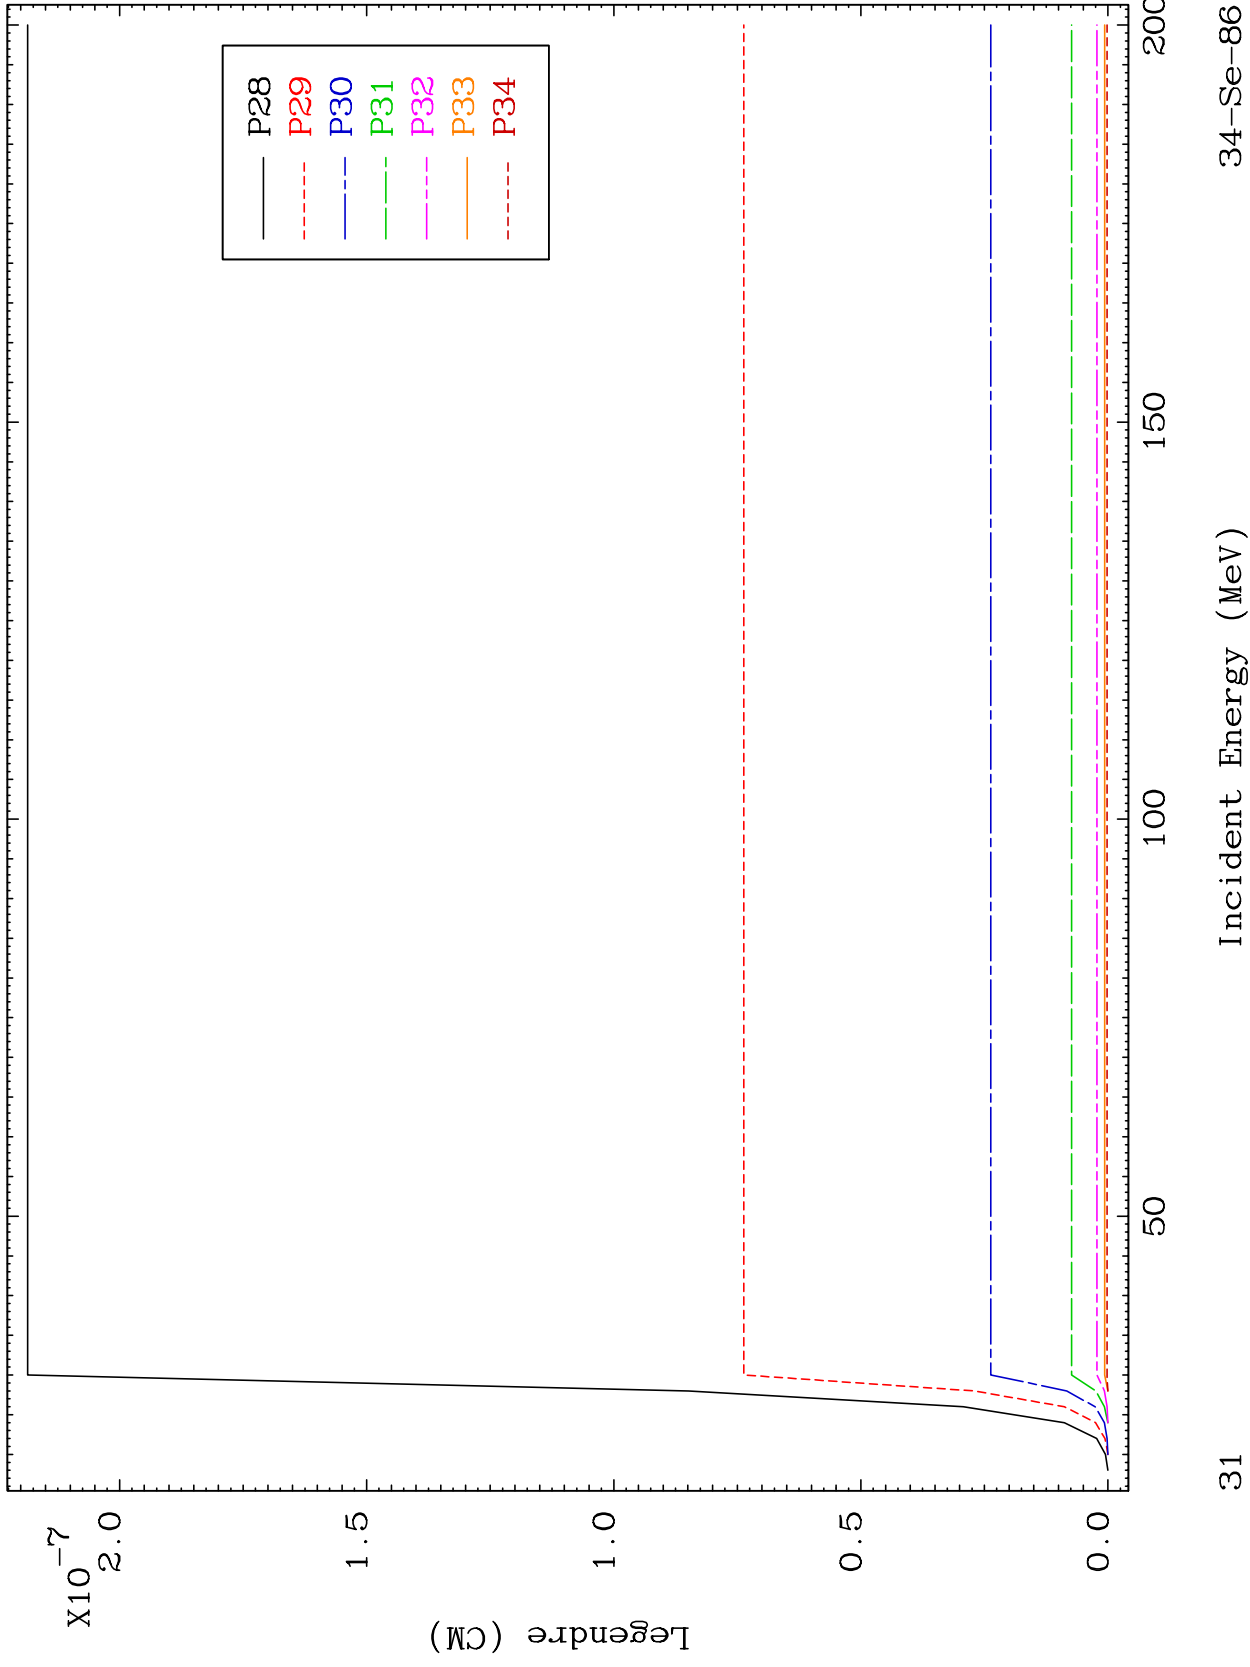 X10-7
2.0
1.5
1.0
0.5
0.0
Legendre (CM)
P28
P29
P30
P31
P32
P33
P34
50
100
150
200
Incident Energy (MeV)
31
34-Se-86